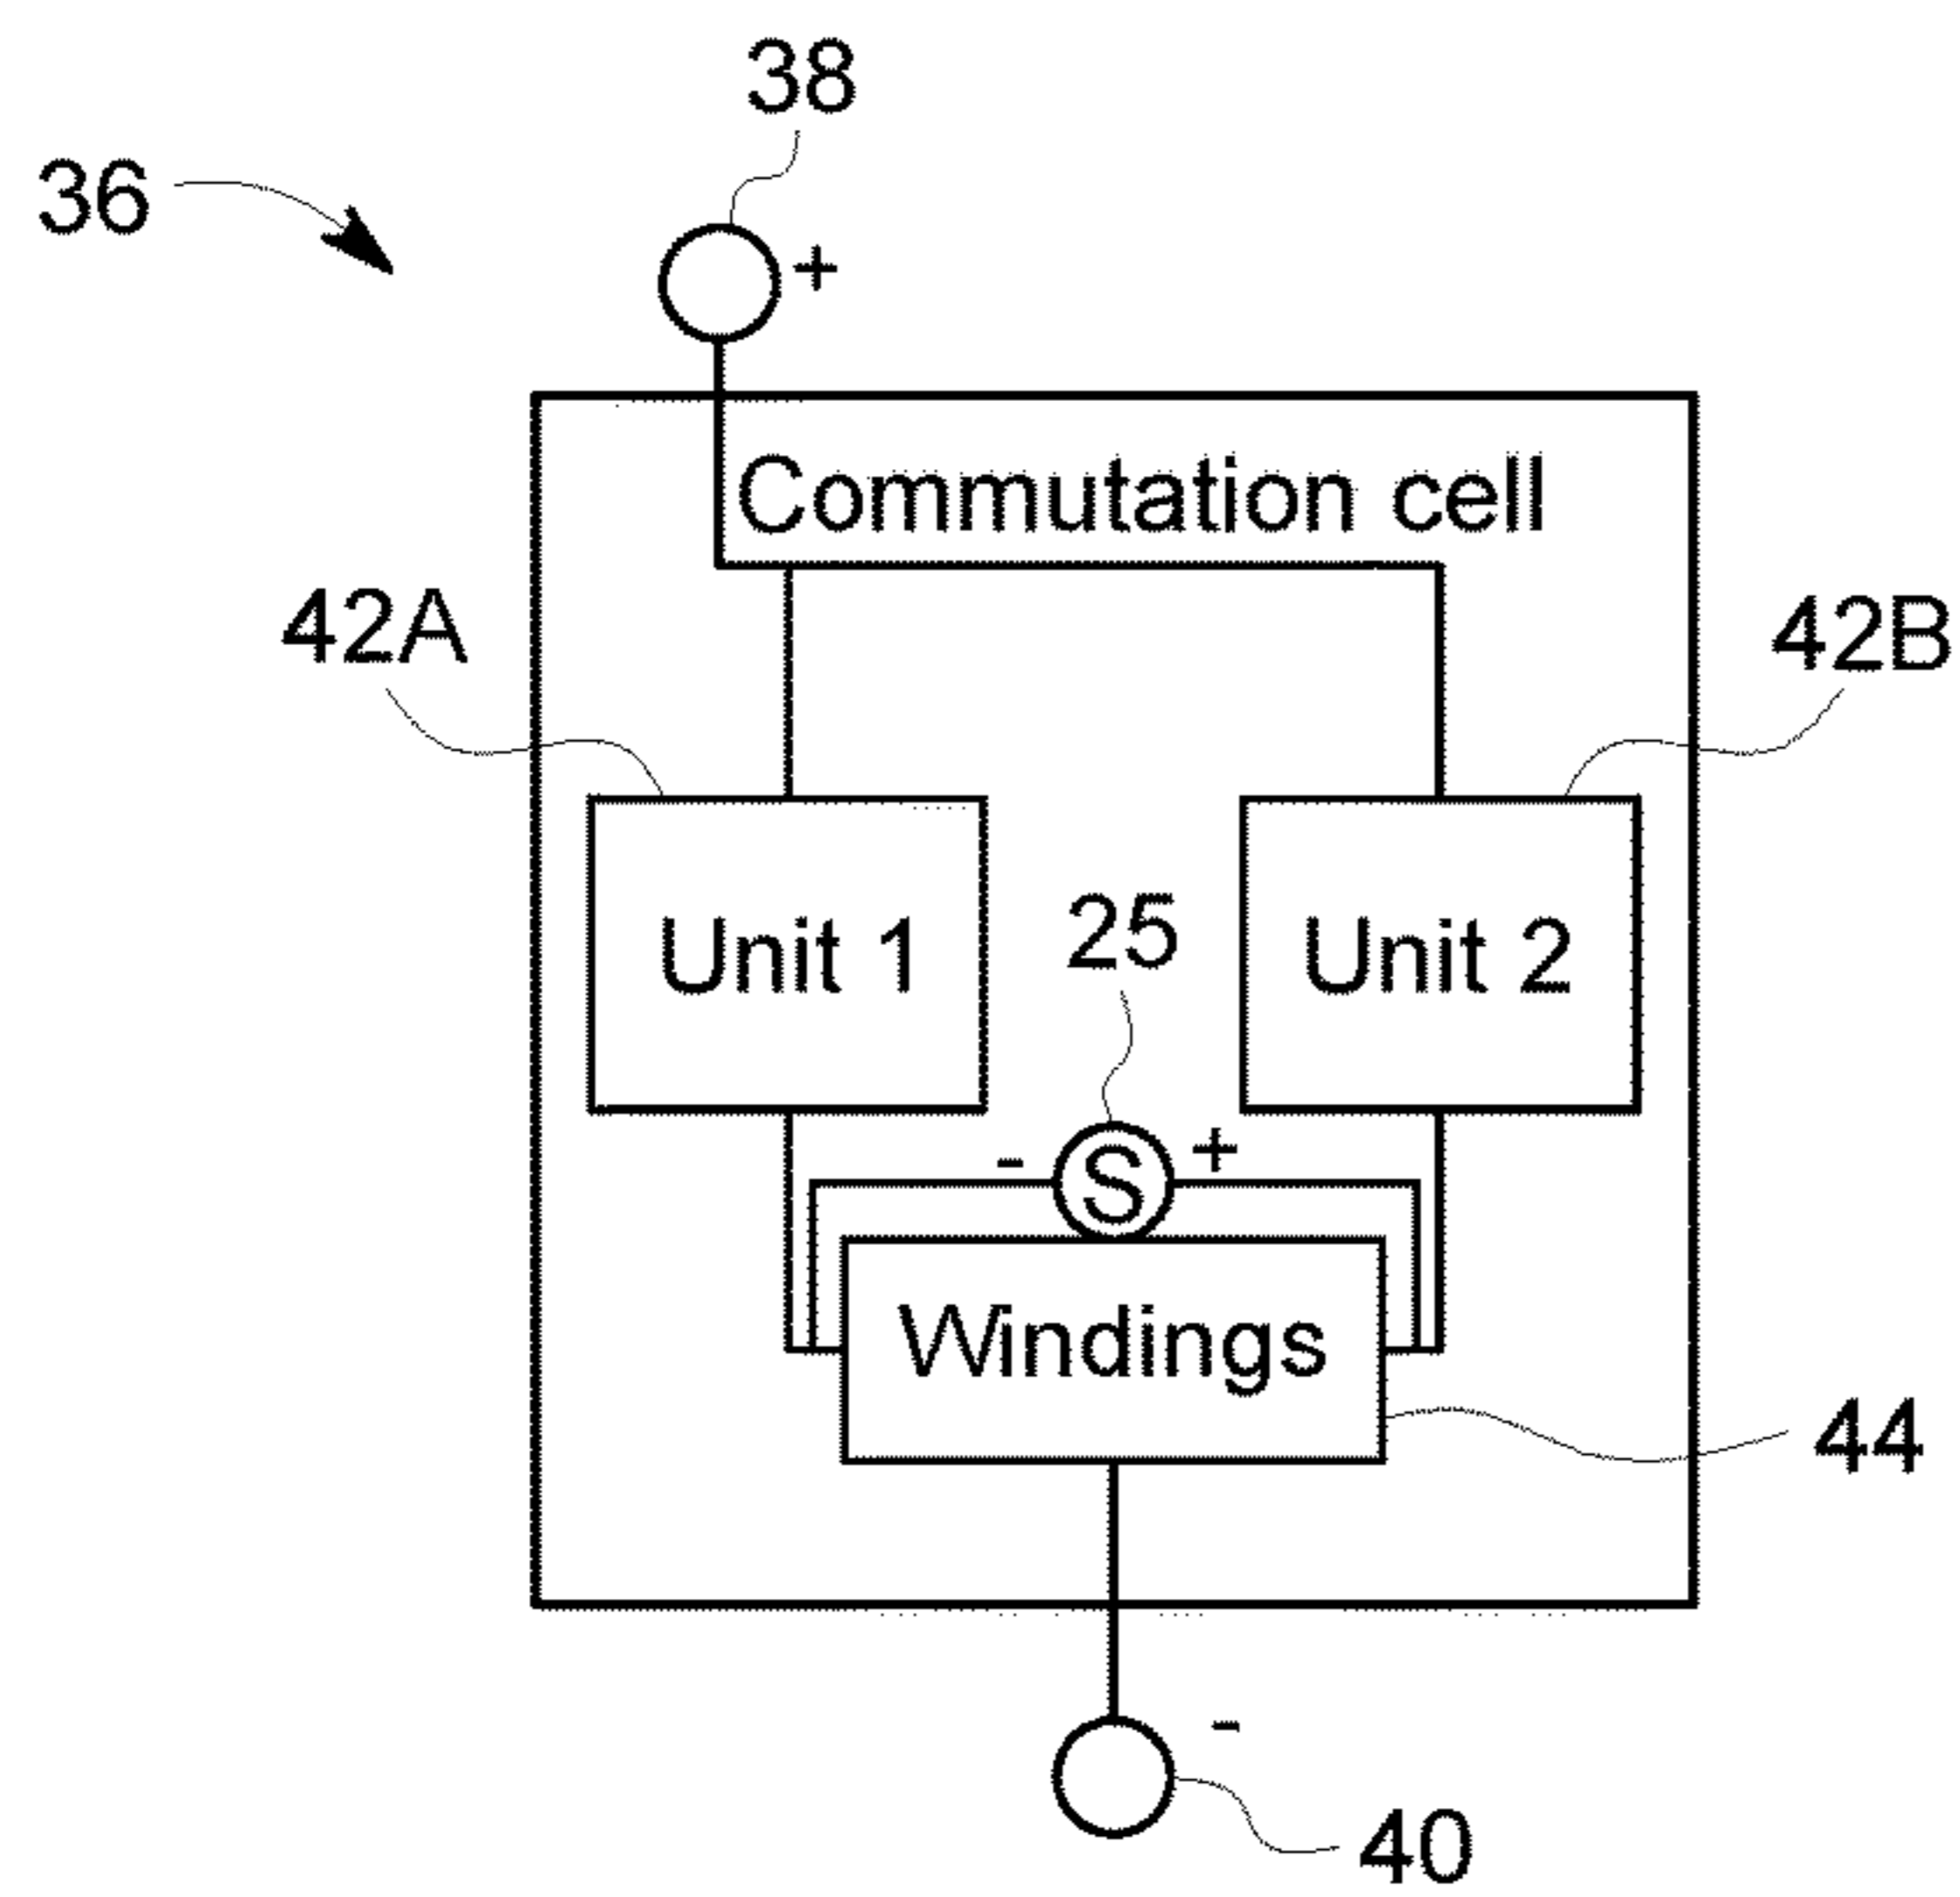 38
36
+
Commutation cell
42A
42B
Unit 1
25
Unit 2
-
S
+
Windings
44
-
40